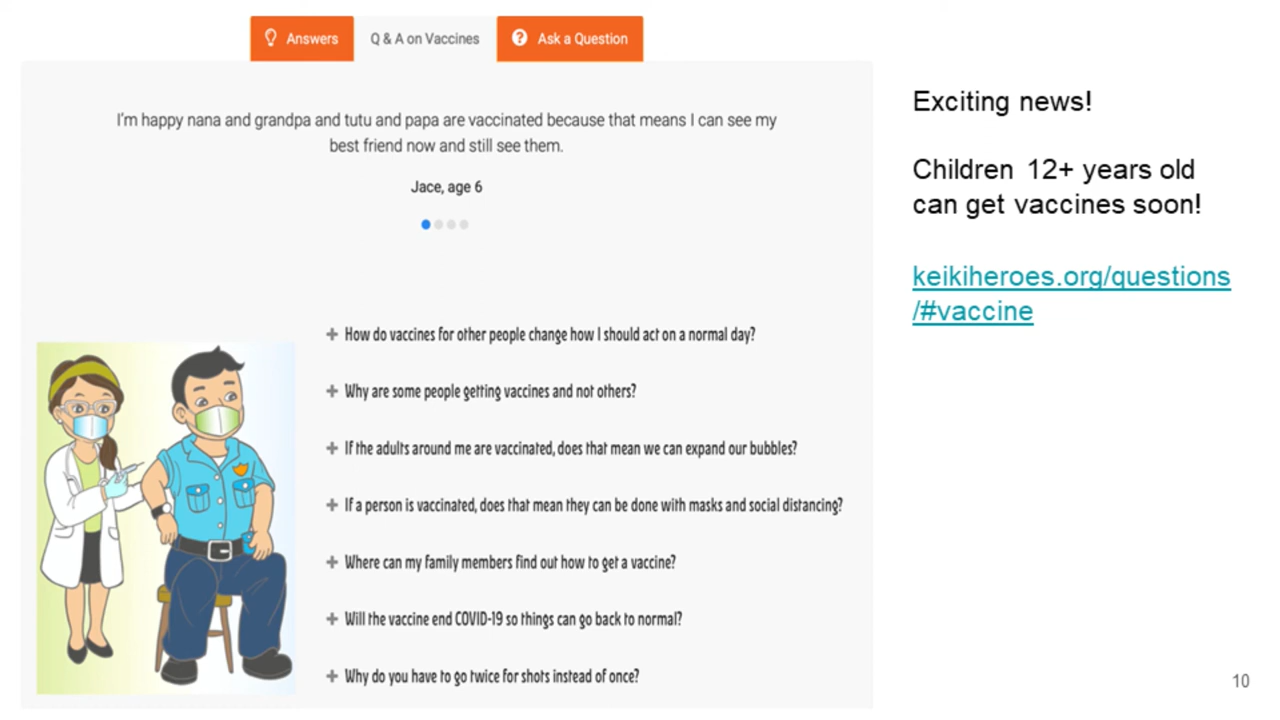 Answers
Q & A on Vaccines
Ask a Question
I'm happy nana and grandpa and tutu and papa are vaccinated because that means I can see my
best friend now and still see them.
Jace, age 6
+ How do vaccines for other people change how I should act on a normal day?
+ Why are some people getting vaccines and not others?
+ If the adults around me are vaccinated, does that mean we can expand our bubbles?
+ If a person is vaccinated, does that mean they can be done with masks and social distancing?
+ Where can my family members find out how to get a vaccine?
+ Will the vaccine end COVID-19 so things can go back to normal?
+ Why do you have to go twice for shots instead of once?
Exciting news!
Children 12+ years old
can get vaccines soon!
keikiheroes.org/questions
/#vaccine
10